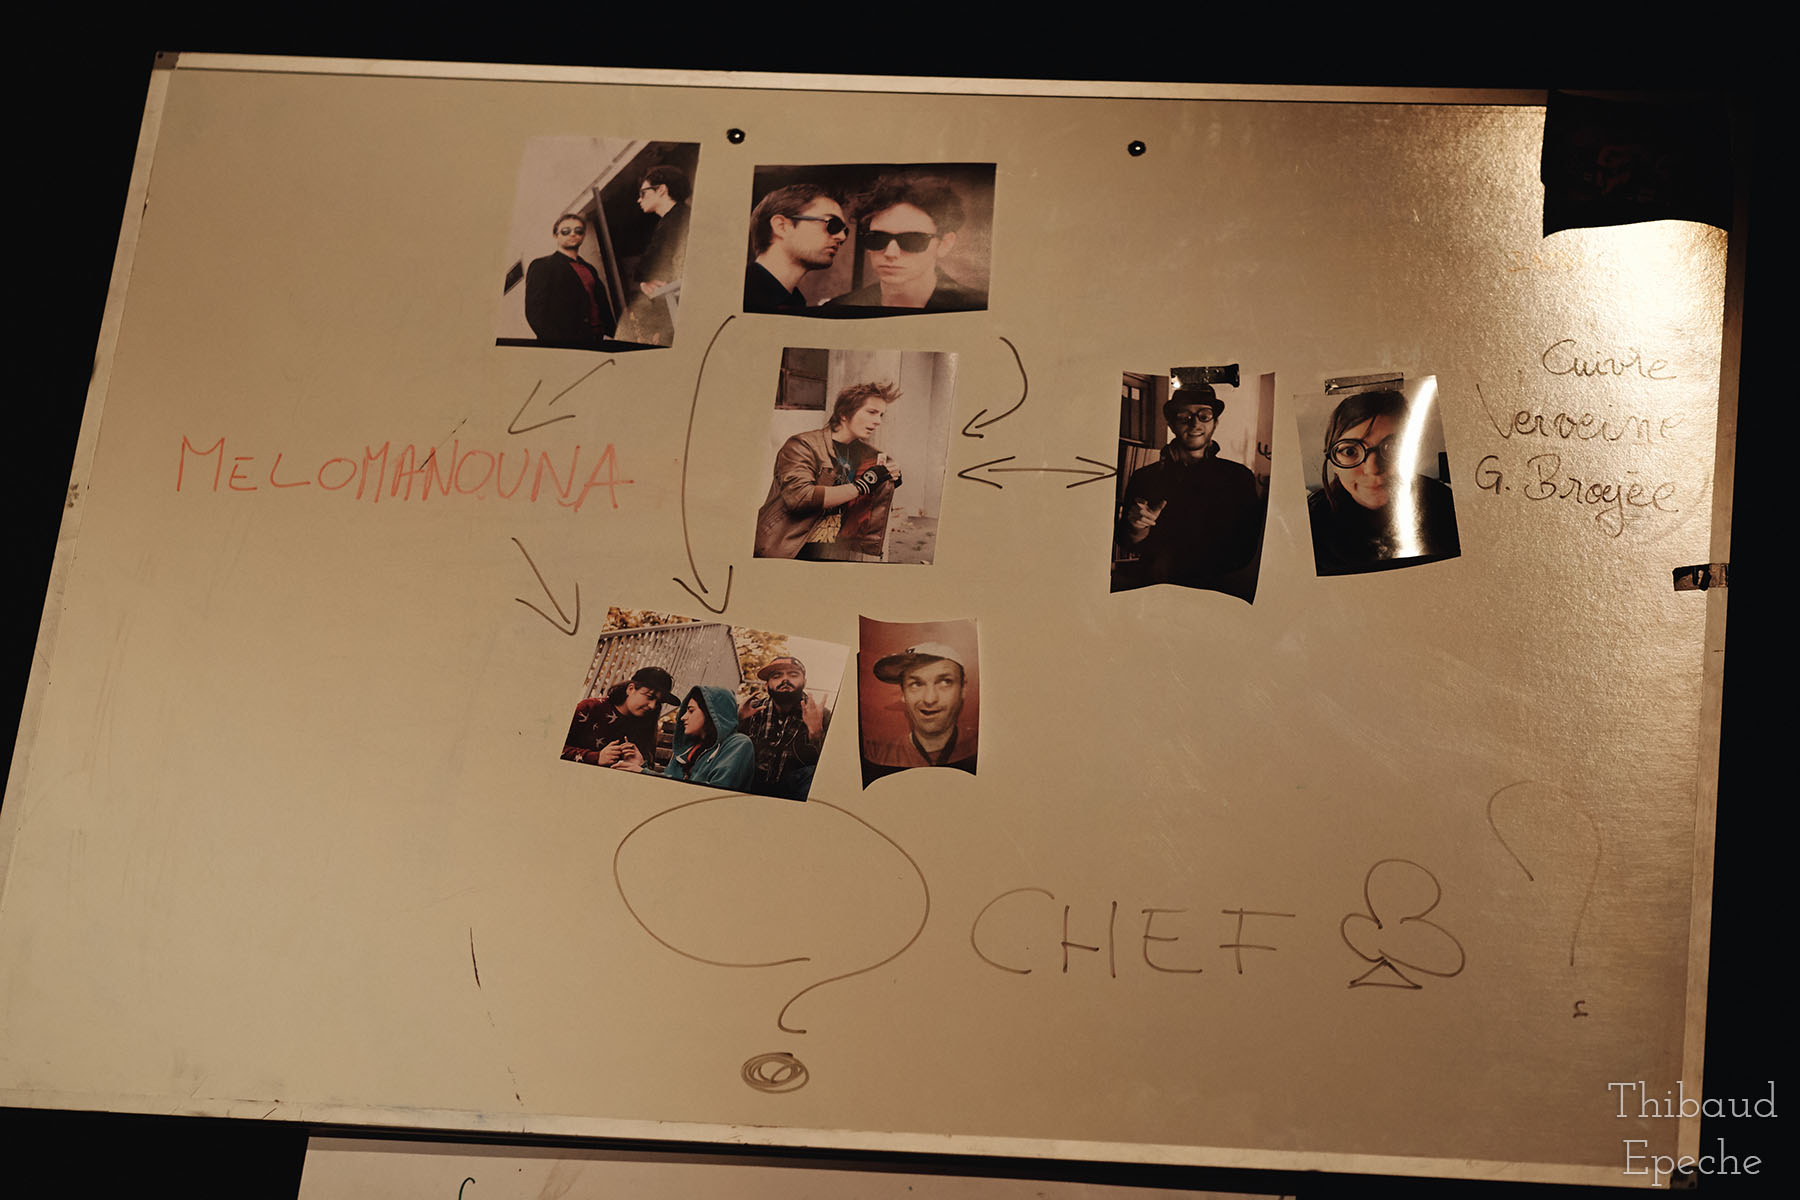 MELOMANOUNA
Cuivre
Verveine
G. Broyée
CHEF ♣ ?
Thibaud
Epeche